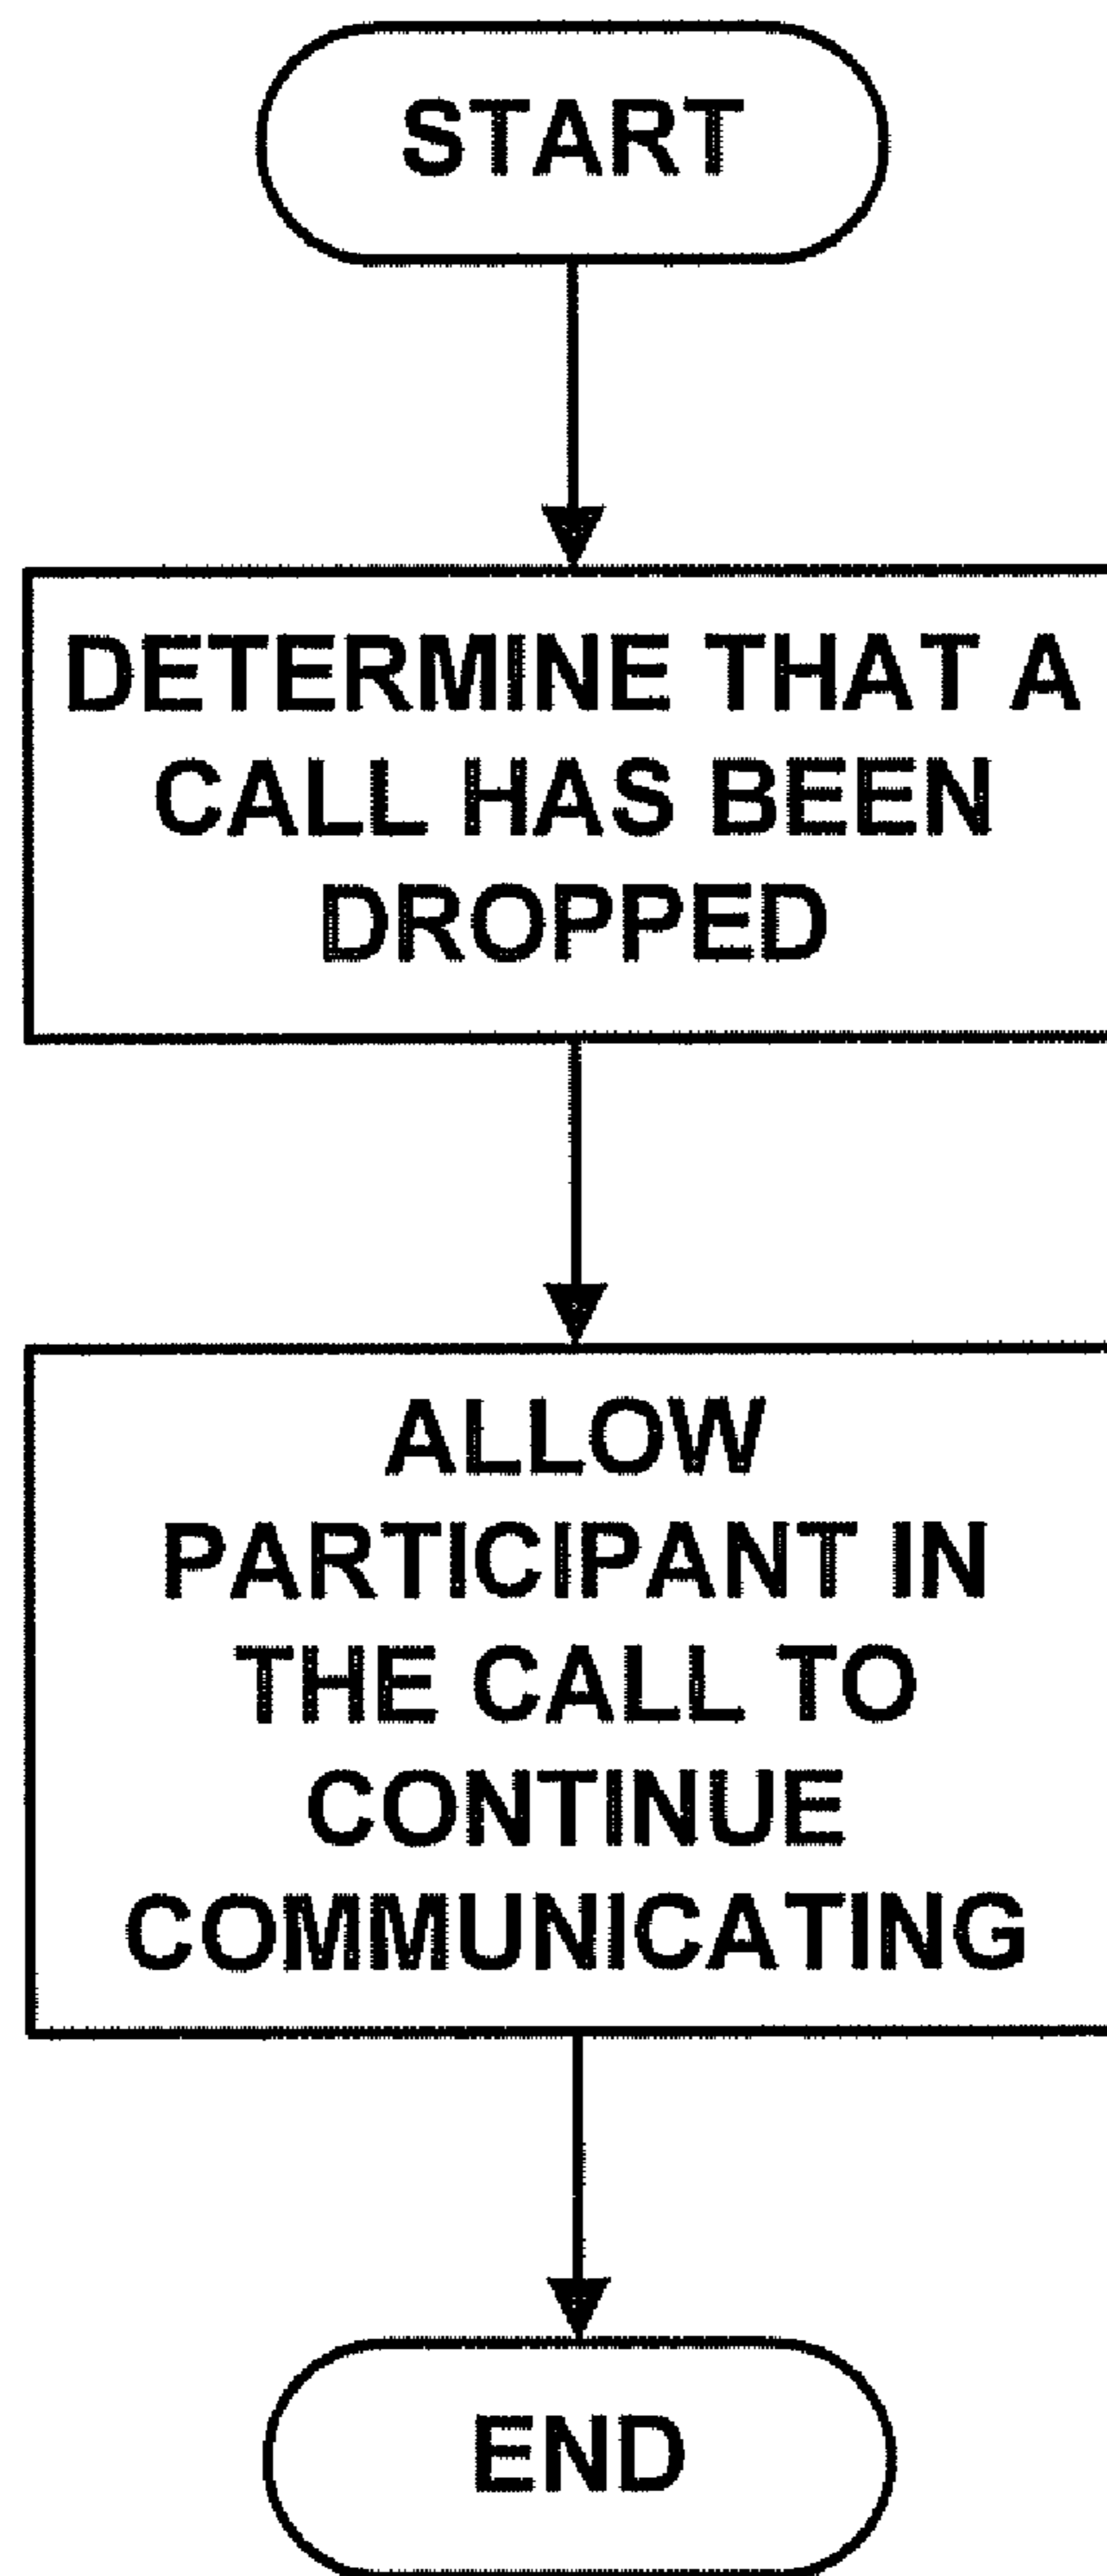 START
DETERMINE THAT A
CALL HAS BEEN
DROPPED
ALLOW
PARTICIPANT IN
THE CALL TO
CONTINUE
COMMUNICATING
END